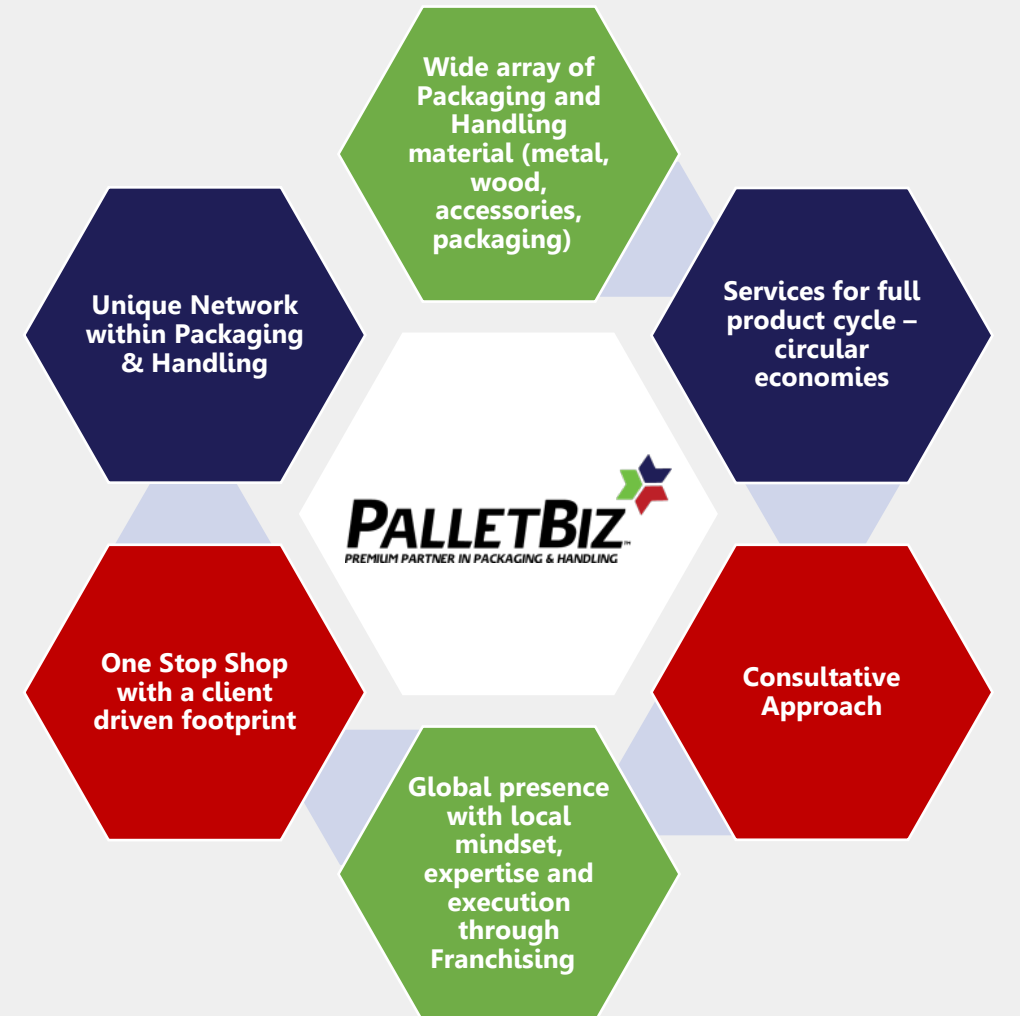 Wide array of
Packaging and
Handling
material (metal,
wood,
accessories,
packaging)
Services for full
product cycle –
circular
economies
Consultative
Approach
Global presence
with local
mindset,
expertise and
execution
through
Franchising
One Stop Shop
with a client
driven footprint
Unique Network
within Packaging
& Handling
PALLETBIZ™
PREMIUM PARTNER IN PACKAGING & HANDLING